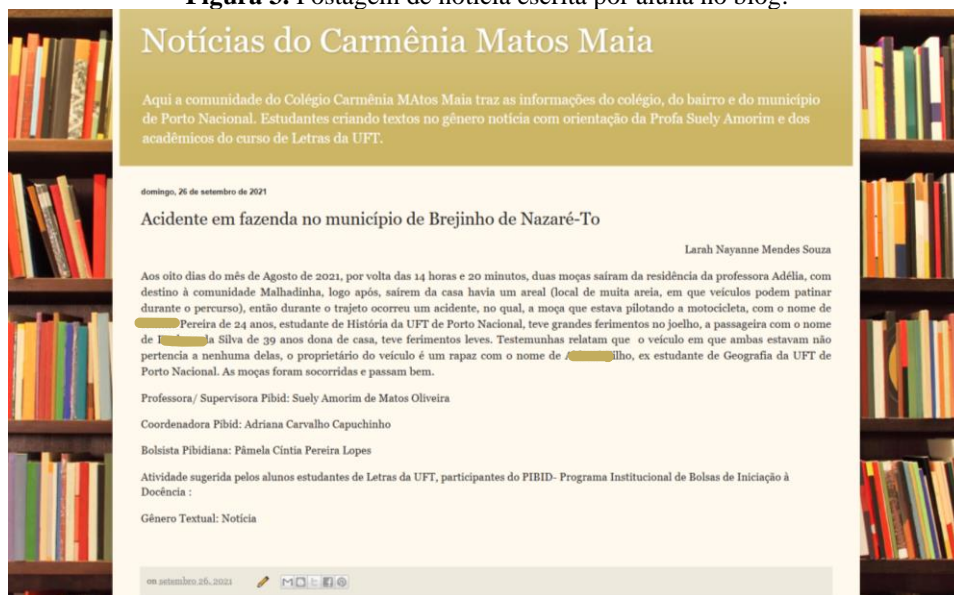 Figura 3. Postagem de notícia escrita por aluna no blog.
Notícias do Carmênia Matos Maia
Aqui a comunidade do Colégio Carmênia MAtos Maia traz as informações do colégio, do bairro e do município
de Porto Nacional. Estudantes criando textos no gênero notícia com orientação da Profa Suely Amorim e dos
acadêmicos do curso de Letras da UFT.
domingo, 26 de setembro de 2021
Acidente em fazenda no município de Brejinho de Nazaré-To
Larah Nayanne Mendes Souza
Aos oito dias do mês de Agosto de 2021, por volta das 14 horas e 20 minutos, duas moças saíram da residência da professora Adélia, com
destino à comunidade Malhadinha, logo após, saírem da casa havia um areal (local de muita areia, em que veículos podem patinar
durante o percurso), então durante o trajeto ocorreu um acidente, no qual, a moça que estava pilotando a motocicleta, com o nome de
Pereira de 24 anos, estudante de História da UFT de Porto Nacional, teve grandes ferimentos no joelho, a passageira com o nome
de da Silva de 39 anos dona de casa, teve ferimentos leves. Testemunhas relatam que o veículo em que ambas estavam não
pertencia a nenhuma delas, o proprietário do veículo é um rapaz com o nome de ilho, ex estudante de Geografia da UFT de
Porto Nacional. As moças foram socorridas e passam bem.
Professora/ Supervisora Pibid: Suely Amorim de Matos Oliveira
Coordenadora Pibid: Adriana Carvalho Capuchinho
Bolsista Pibidiana: Pâmela Cíntia Pereira Lopes
Atividade sugerida pelos alunos estudantes de Letras da UFT, participantes do PIBID- Programa Institucional de Bolsas de Iniciação à
Docência :
Gênero Textual: Notícia
on setembro 26, 2021